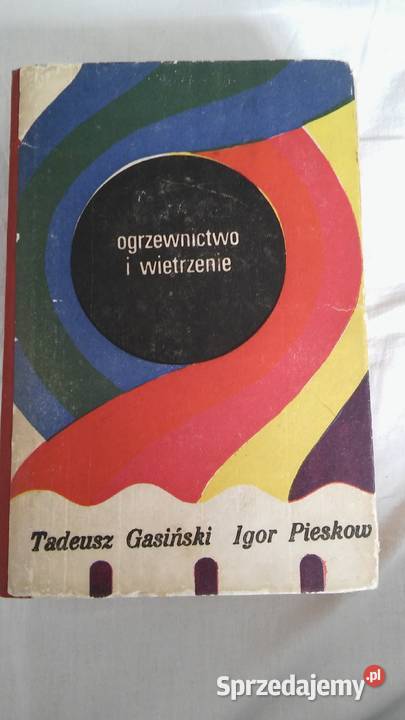 ogrzewnictwo
i wietrzenie
Tadeusz Gasiński Igor Pieskow
Sprzedajemy.pl